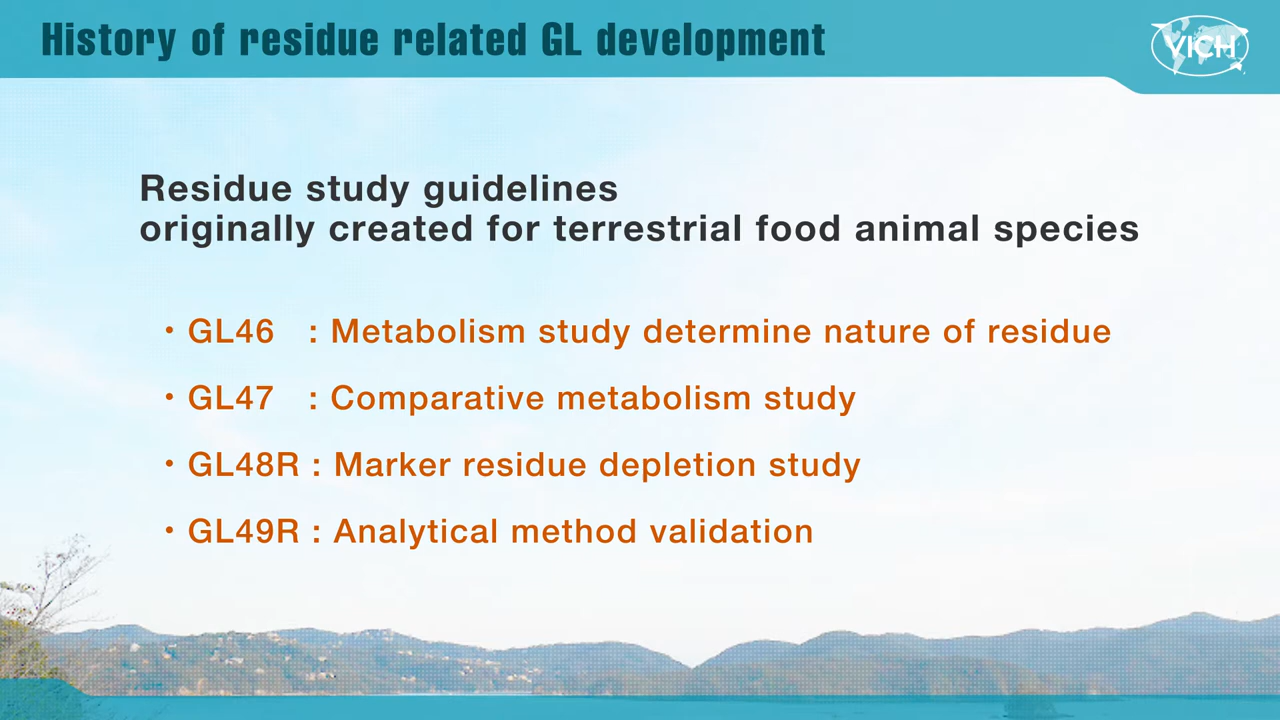 History of residue related GL development
VICH
Residue study guidelines
originally created for terrestrial food animal species
・GL46 : Metabolism study determine nature of residue
・GL47 : Comparative metabolism study
・GL48R : Marker residue depletion study
・GL49R : Analytical method validation